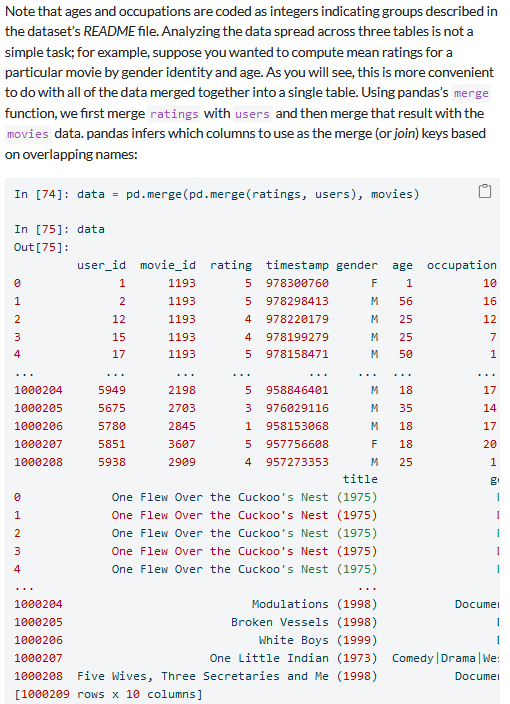 Note that ages and occupations are coded as integers indicating groups described in
the dataset's README file. Analyzing the data spread across three tables is not a
simple task; for example, suppose you wanted to compute mean ratings for a
particular movie by gender identity and age. As you will see, this is more convenient
to do with all of the data merged together into a single table. Using pandas's merge
function, we first merge ratings with users and then merge that result with the
movies data. pandas infers which columns to use as the merge (or join) keys based
on overlapping names:
In [74]: data = pd.merge(pd.merge(ratings, users), movies)
In [75]: data
Out[75]:
user_id movie_id rating timestamp gender age occupation
0 1 1193 5 978300760 F 1 10
1 2 1193 5 978298413 M 56 16
2 12 1193 4 978220179 M 25 12
3 15 1193 4 978199279 M 25 7
4 17 1193 5 978158471 M 50 1
... ... ... ... ... ... ... ...
1000204 5949 2198 5 958846401 M 18 17
1000205 5675 2703 3 976029116 M 35 14
1000206 5780 2845 1 958153068 M 18 17
1000207 5851 3607 5 957756608 F 18 20
1000208 5938 2909 4 957273353 M 25 1
title
0 One Flew Over the Cuckoo's Nest (1975)
1 One Flew Over the Cuckoo's Nest (1975)
2 One Flew Over the Cuckoo's Nest (1975)
3 One Flew Over the Cuckoo's Nest (1975)
4 One Flew Over the Cuckoo's Nest (1975)
... ...
1000204 Modulations (1998) Documen
1000205 Broken Vessels (1998)
1000206 White Boys (1999)
1000207 One Little Indian (1973) Comedy|Drama|Wes
1000208 Five Wives, Three Secretaries and Me (1998) Documen
[1000209 rows x 10 columns]